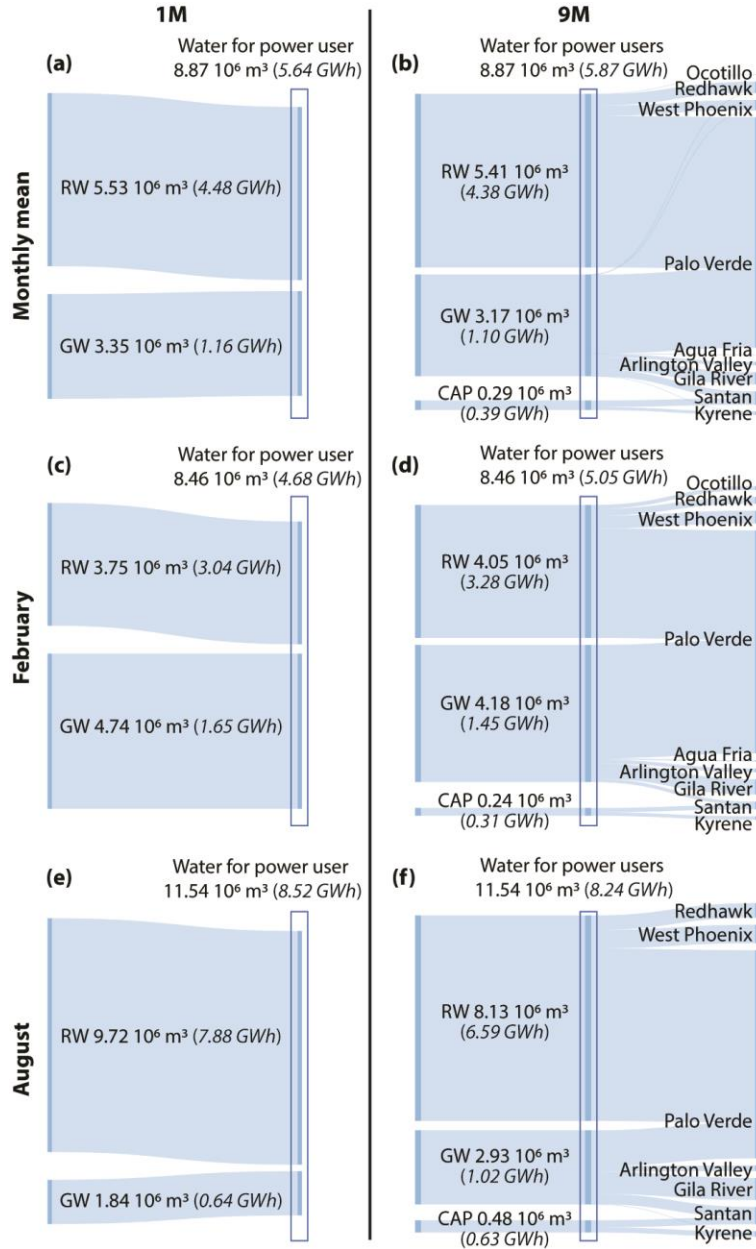 1M
9M
Monthly mean
(a)
Water for power user
8.87 10⁶ m³ (5.64 GWh)
RW 5.53 10⁶ m³ (4.48 GWh)
GW 3.35 10⁶ m³ (1.16 GWh)
(b)
Water for power users
8.87 10⁶ m³ (5.87 GWh)
RW 5.41 10⁶ m³
(4.38 GWh)
GW 3.17 10⁶ m³
(1.10 GWh)
CAP 0.29 10⁶ m³
(0.39 GWh)
Ocotillo
Redhawk
West Phoenix
Palo Verde
Agua Fria
Arlington Valley
Gila River
Santan
Kyrene
February
(c)
Water for power user
8.46 10⁶ m³ (4.68 GWh)
RW 3.75 10⁶ m³ (3.04 GWh)
GW 4.74 10⁶ m³ (1.65 GWh)
(d)
Water for power users
8.46 10⁶ m³ (5.05 GWh)
RW 4.05 10⁶ m³
(3.28 GWh)
GW 4.18 10⁶ m³
(1.45 GWh)
CAP 0.24 10⁶ m³
(0.31 GWh)
Ocotillo
Redhawk
West Phoenix
Palo Verde
Agua Fria
Arlington Valley
Gila River
Santan
Kyrene
August
(e)
Water for power user
11.54 10⁶ m³ (8.52 GWh)
RW 9.72 10⁶ m³ (7.88 GWh)
GW 1.84 10⁶ m³ (0.64 GWh)
(f)
Water for power users
11.54 10⁶ m³ (8.24 GWh)
RW 8.13 10⁶ m³
(6.59 GWh)
GW 2.93 10⁶ m³
(1.02 GWh)
CAP 0.48 10⁶ m³
(0.63 GWh)
Redhawk
West Phoenix
Palo Verde
Arlington Valley
Gila River
Santan
Kyrene